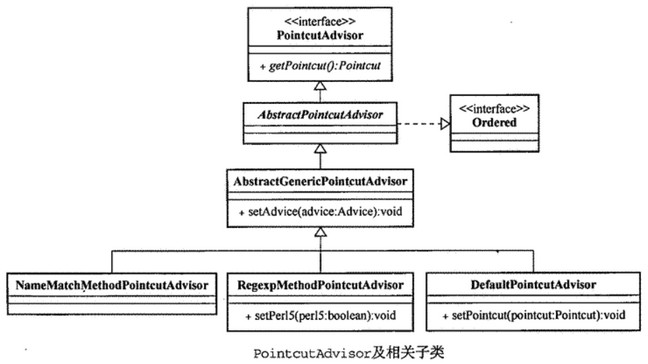 <<interface>>
PointcutAdvisor
+ getPointcut():Pointcut
AbstractPointcutAdvisor
<<interface>>
Ordered
AbstractGenericPointcutAdvisor
+ setAdvice(advice:Advice):void
NameMatchMethodPointcutAdvisor
RegexpMethodPointcutAdvisor
+ setPerl5(perl5:boolean):void
DefaultPointcutAdvisor
+ setPointcut(pointcut:Pointcut):void
PointcutAdvisor及相关子类